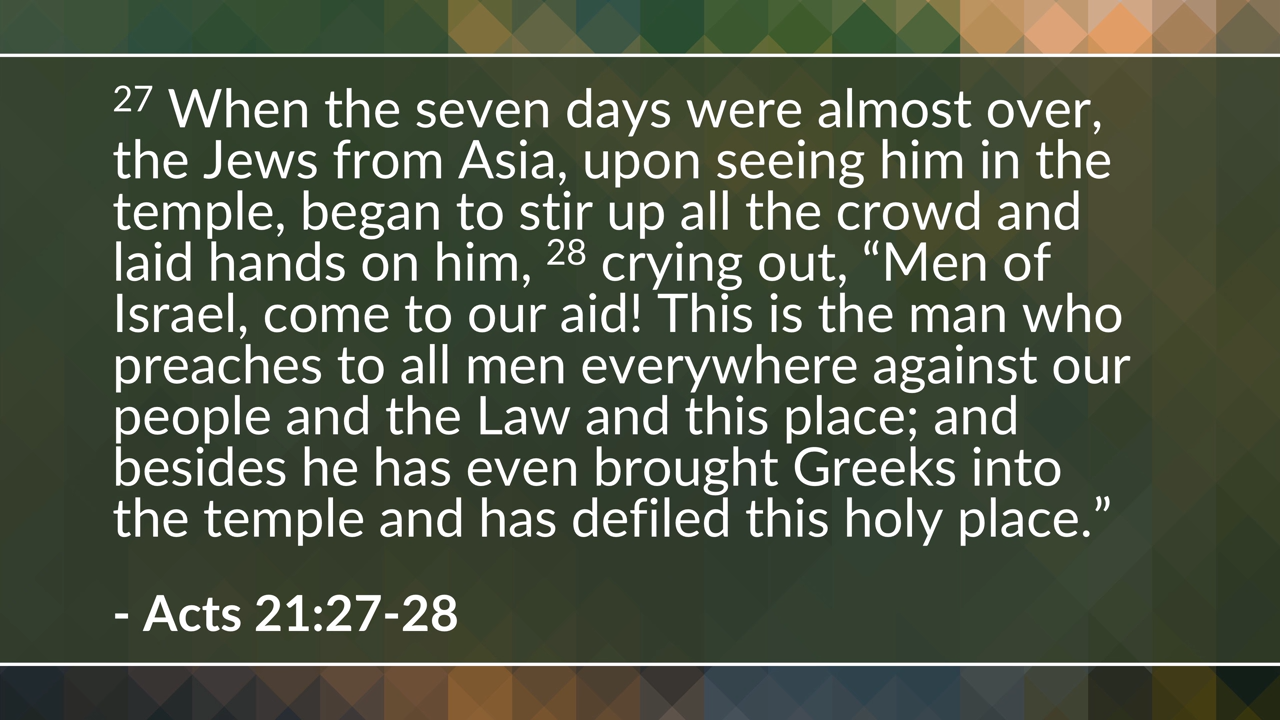 27 When the seven days were almost over,
the Jews from Asia, upon seeing him in the
temple, began to stir up all the crowd and
laid hands on him, 28 crying out, “Men of
Israel, come to our aid! This is the man who
preaches to all men everywhere against our
people and the Law and this place; and
besides he has even brought Greeks into
the temple and has defiled this holy place.”
- Acts 21:27-28